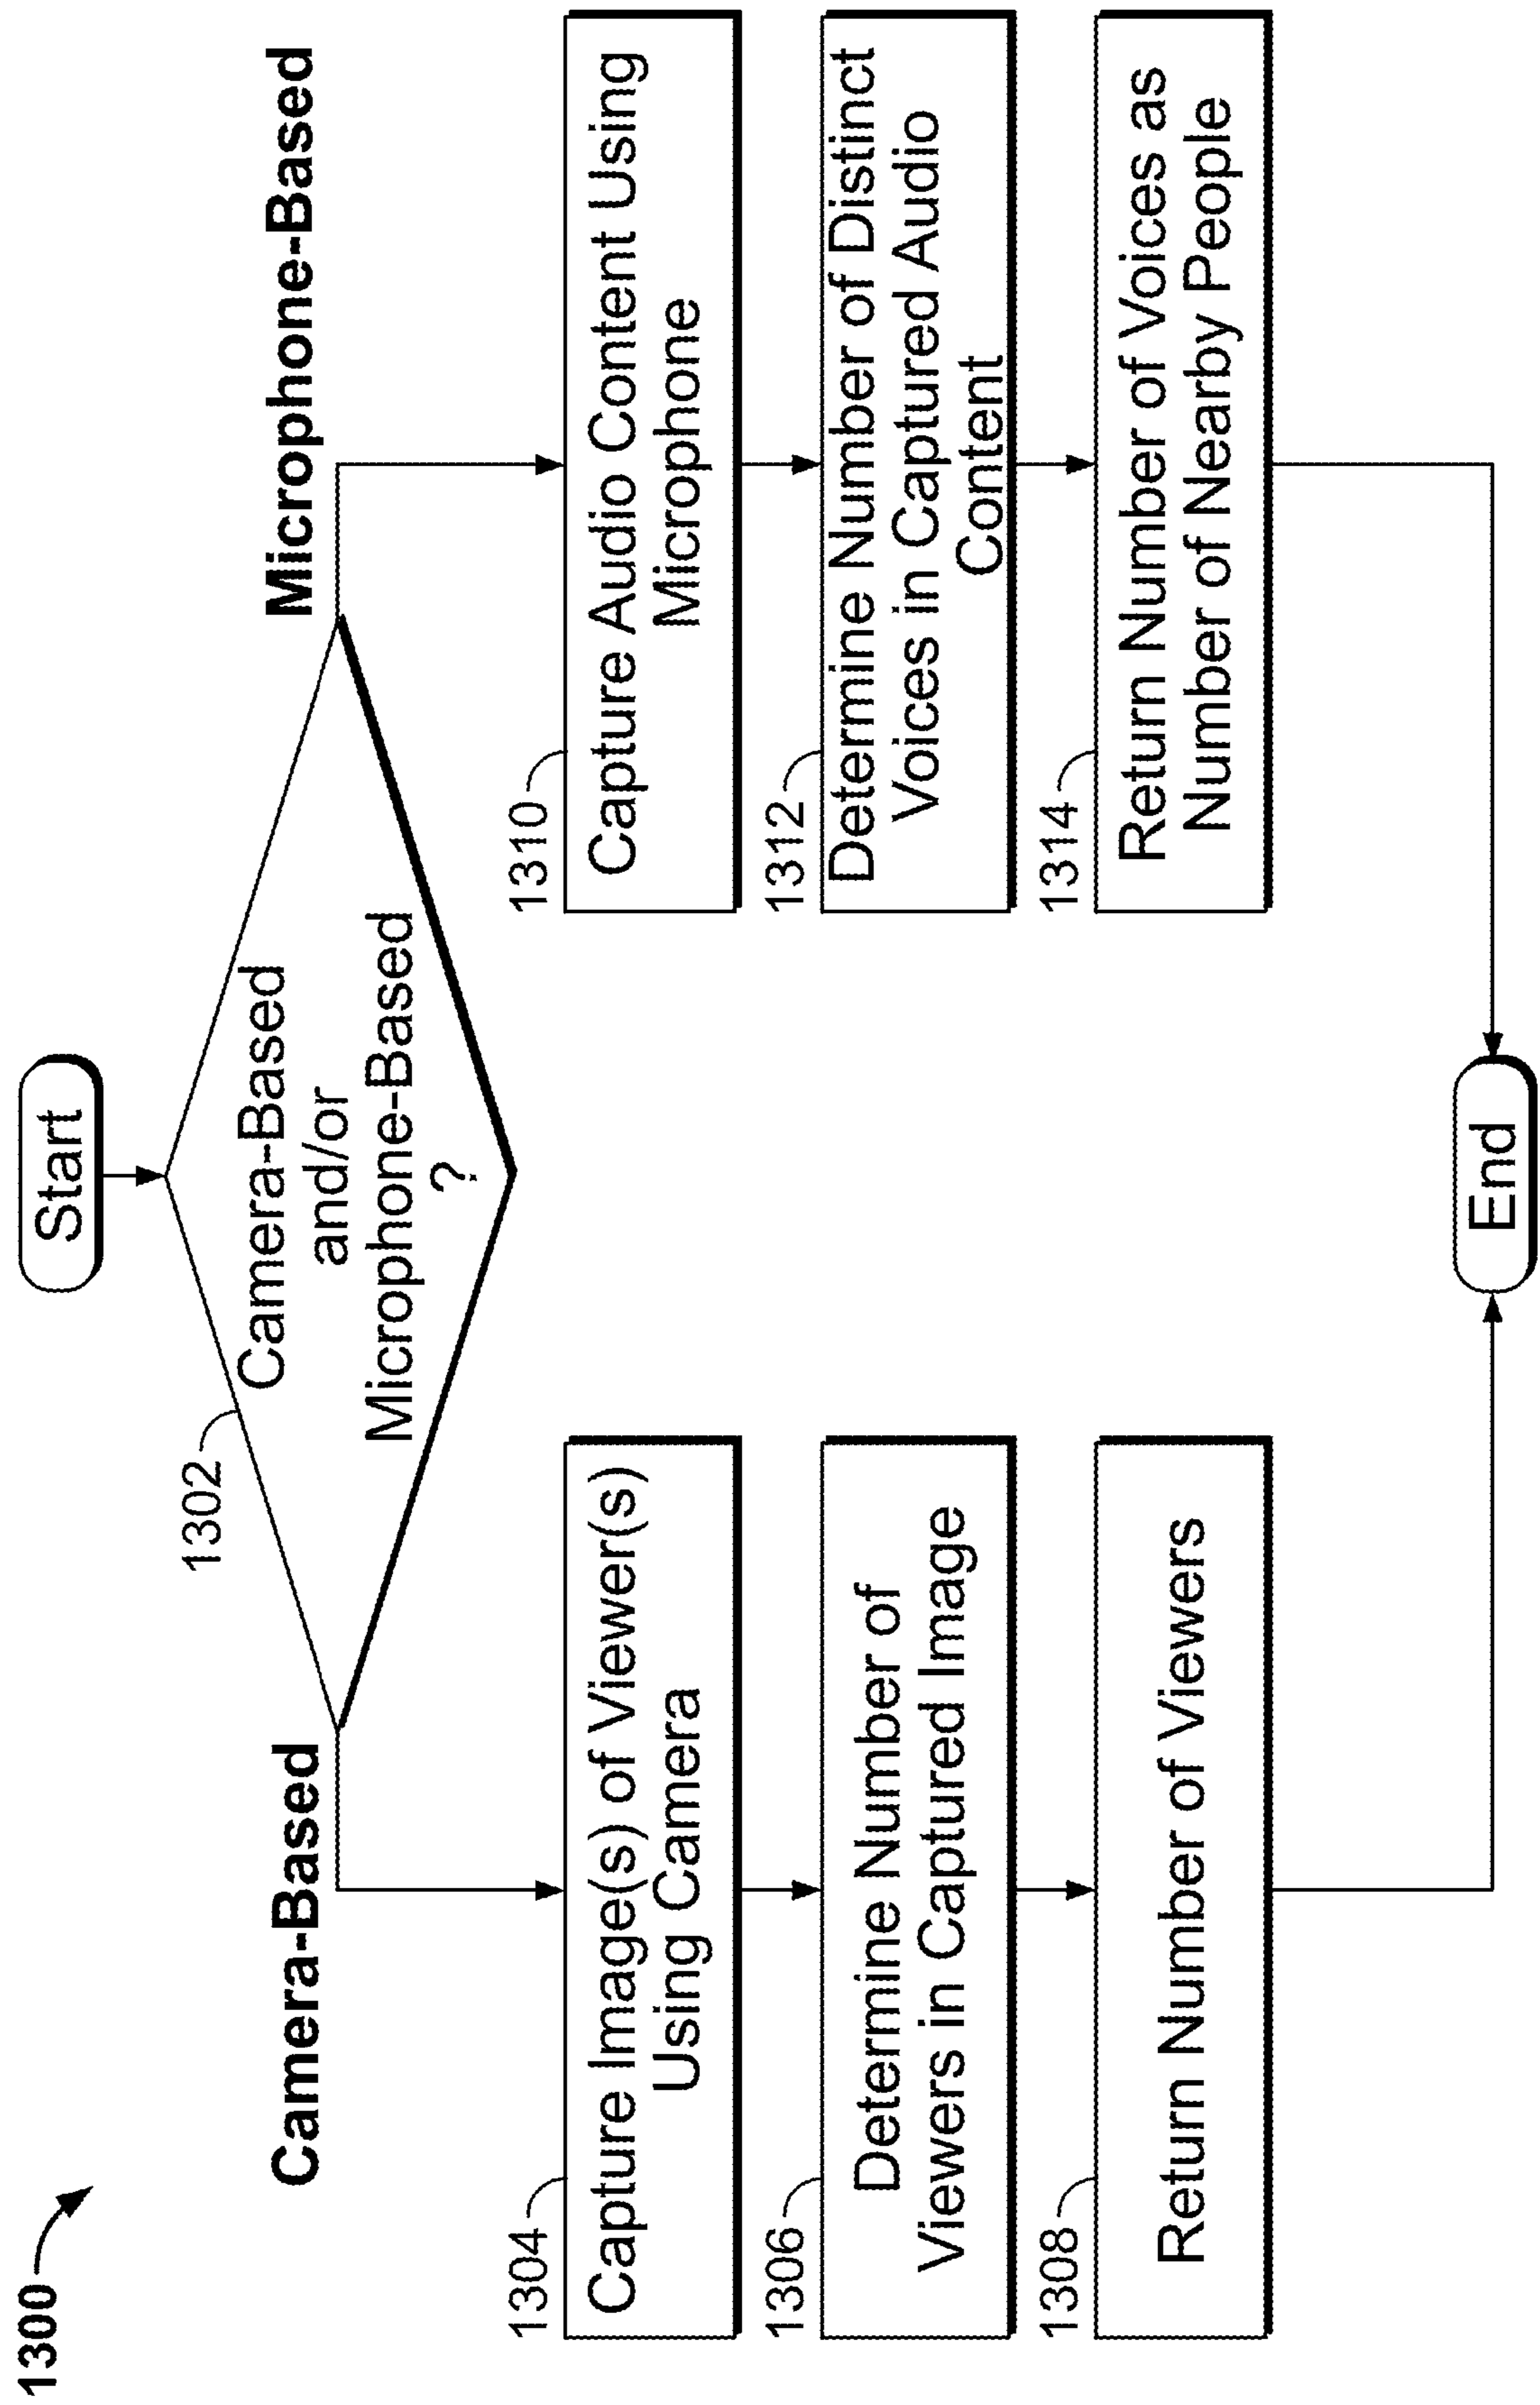 1300
Start
1302
Camera-Based
and/or
Microphone-Based
?
Camera-Based
1304
Capture Image(s) of Viewer(s)
Using Camera
1306
Determine Number of
Viewers in Captured Image
1308
Return Number of Viewers
Microphone-Based
1310
Capture Audio Content Using
Microphone
1312
Determine Number of Distinct
Voices in Captured Audio
Content
1314
Return Number of Voices as
Number of Nearby People
End